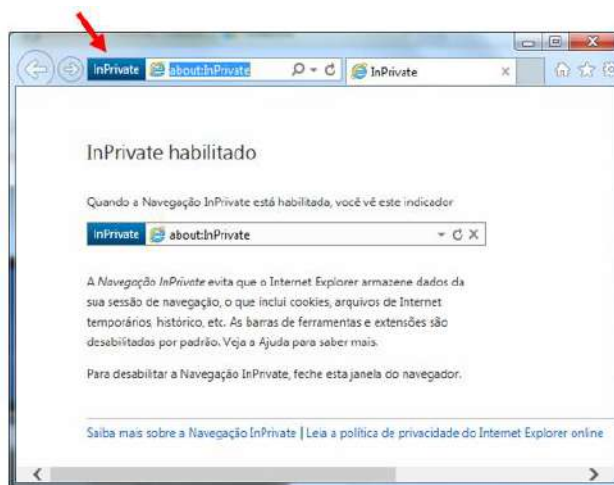 InPrivate about:InPrivate InPrivate
InPrivate habilitado
Quando a Navegação InPrivate está habilitada, você vê este indicador
InPrivate about:InPrivate
A Navegação InPrivate evita que o Internet Explorer armazene dados da
sua sessão de navegação, o que inclui cookies, arquivos de Internet
temporários, histórico, etc. As barras de ferramentas e extensões são
desabilitadas por padrão. Veja a Ajuda para saber mais.
Para desabilitar a Navegação InPrivate, feche esta janela do navegador.
Saiba mais sobre a Navegação InPrivate | Leia a política de privacidade do Internet Explorer online